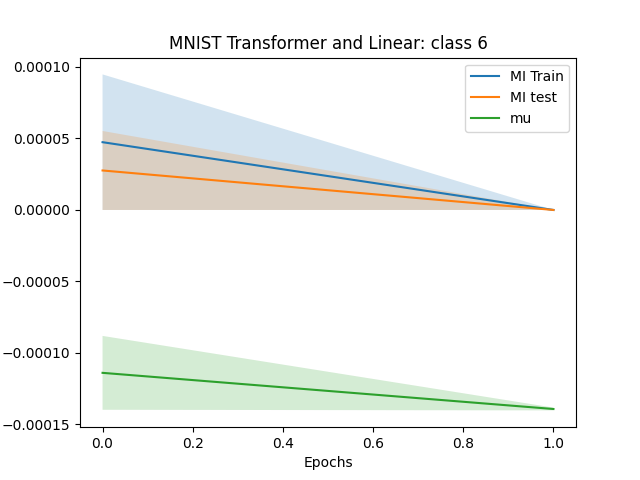 MNIST Transformer and Linear: class 6
0.00010
0.00005
0.00000
−0.00005
−0.00010
−0.00015
MI Train
MI test
mu
0.0 0.2 0.4 0.6 0.8 1.0
Epochs